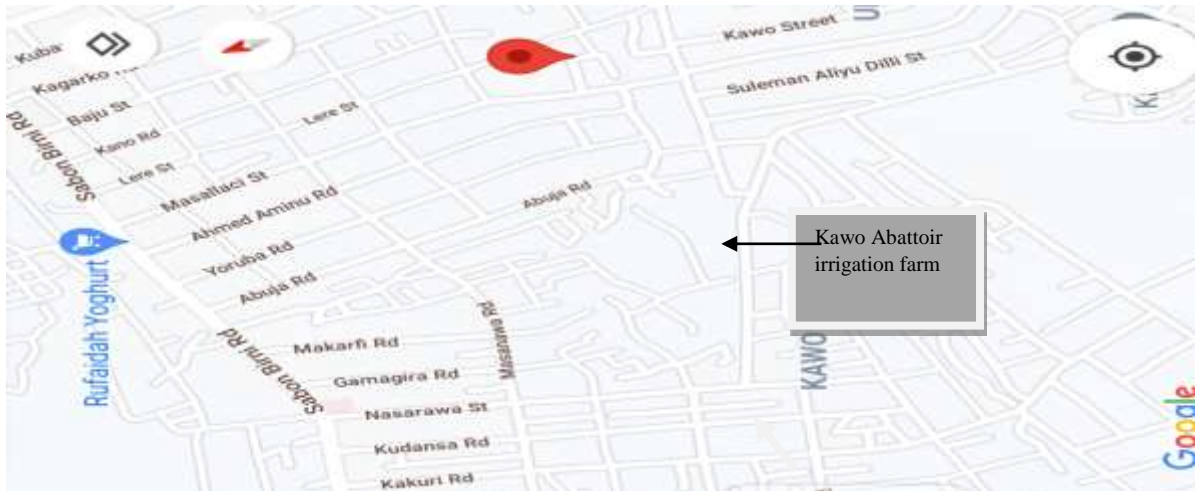 Kawo Street
Suleman Aliyu Dilli St
Kuba
Kagarko
Baju St
Kano Rd
Lere St
Lere St
Sabon Birni Rd
Masallaci St
Ahmed Aminu Rd
Abuja Rd
Yoruba Rd
Abuja Rd
Rufaidah Yoghurt
Kawo Abattoir
irrigation farm
Makarfi Rd
Masarawa Rd
Sabon Birni Rd
Gamagira Rd
KAWO
Nasarawa St
Kudansa Rd
Kakuri Rd
Google